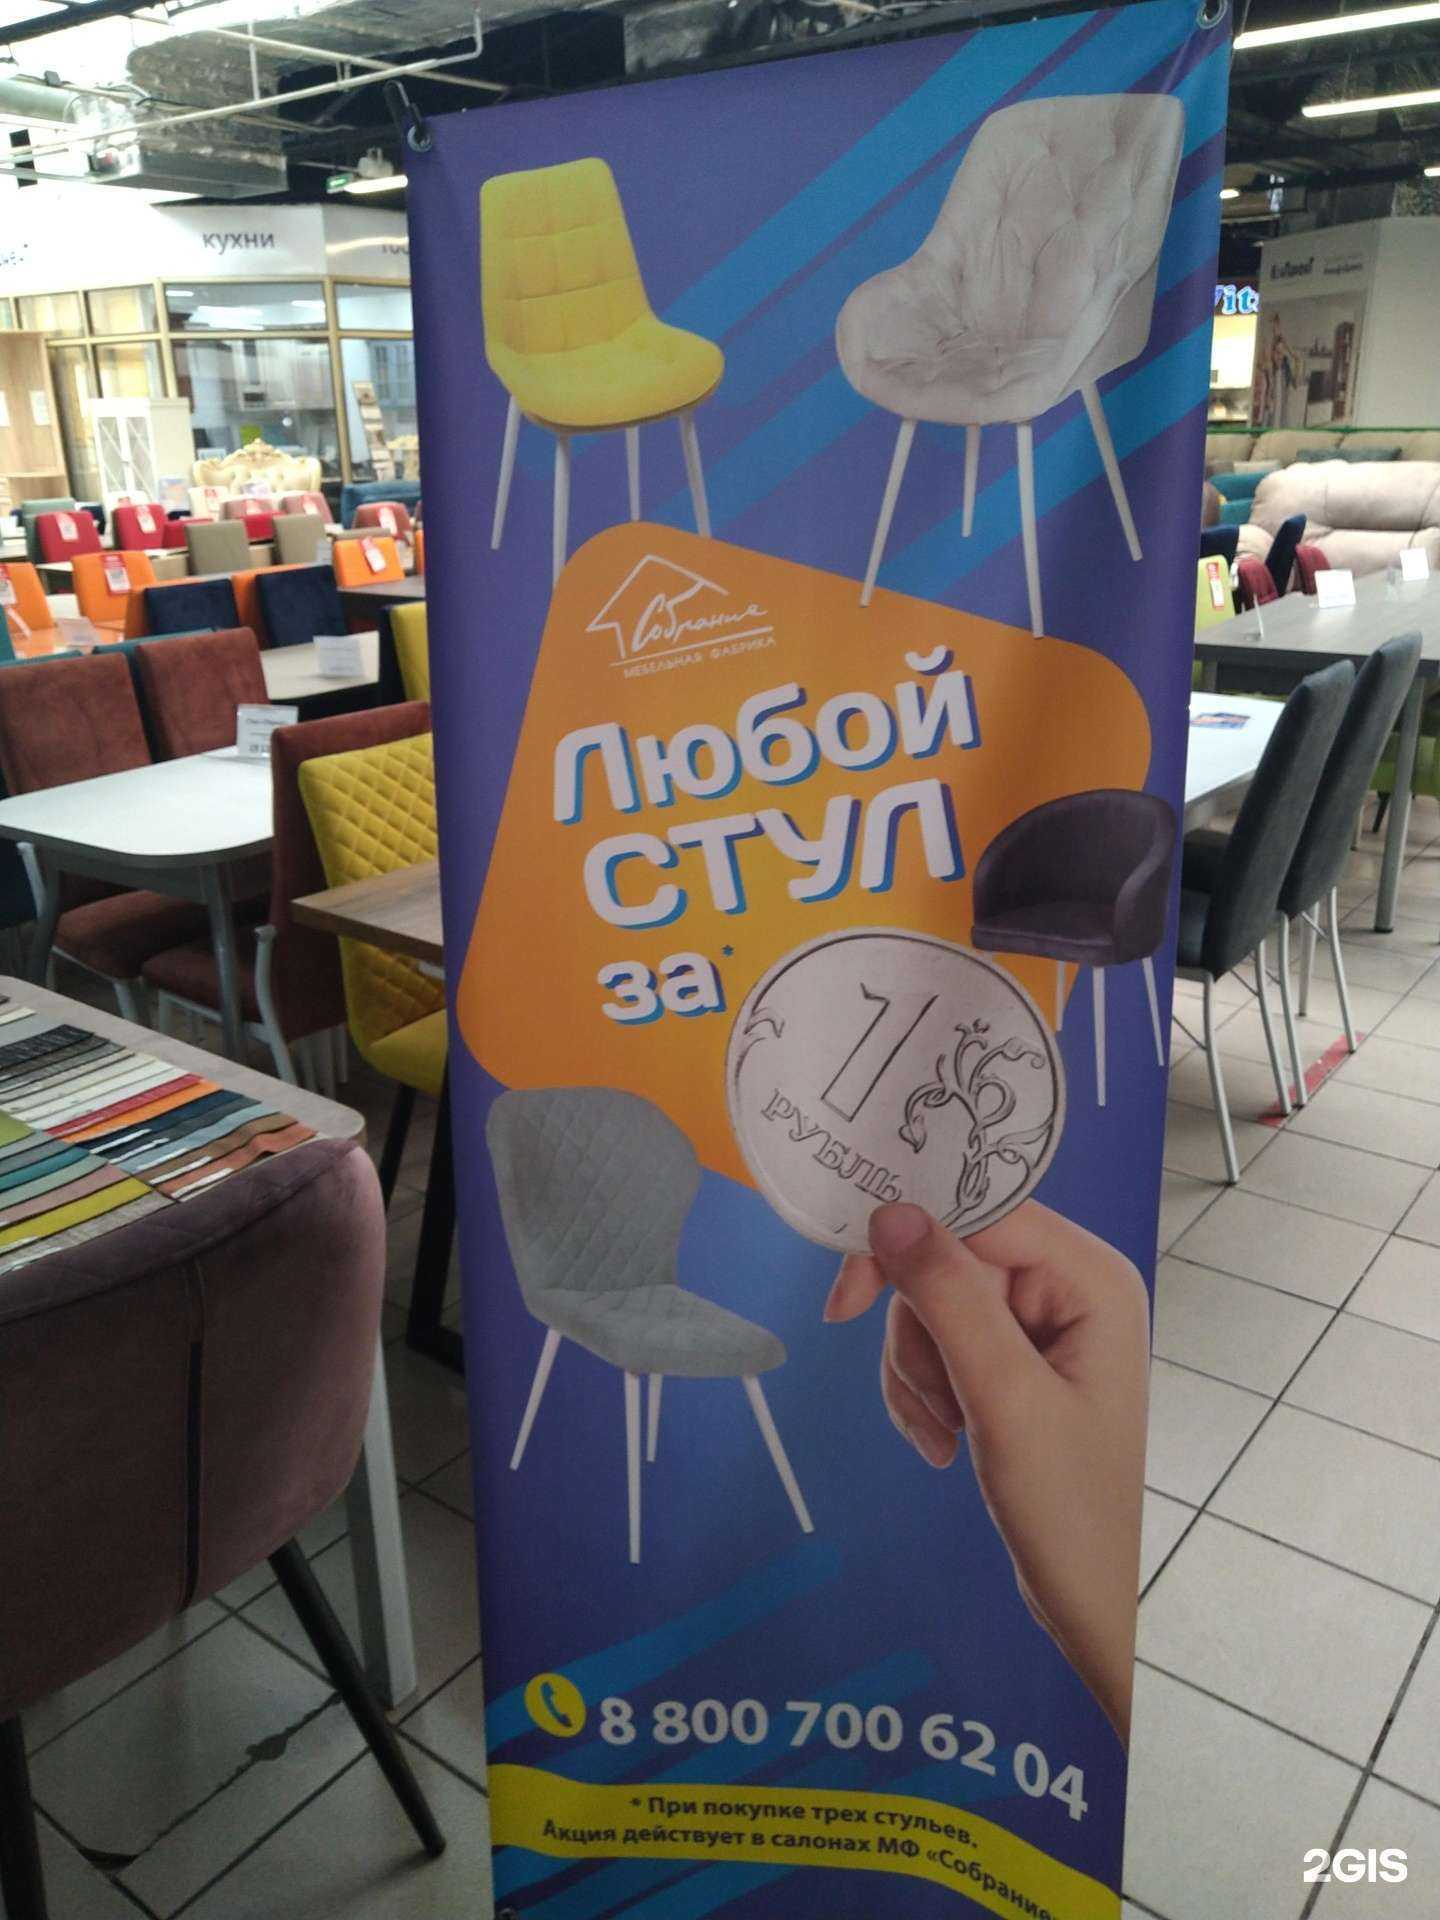 кухни
Собрание
МЕБЕЛЬНАЯ ФАБРИКА
Любой
СТУЛ
за*
1
РУБЛЬ
8 800 700 62 04
* При покупке трех стульев.
Акция действует в салонах МФ «Собрание»
2GIS